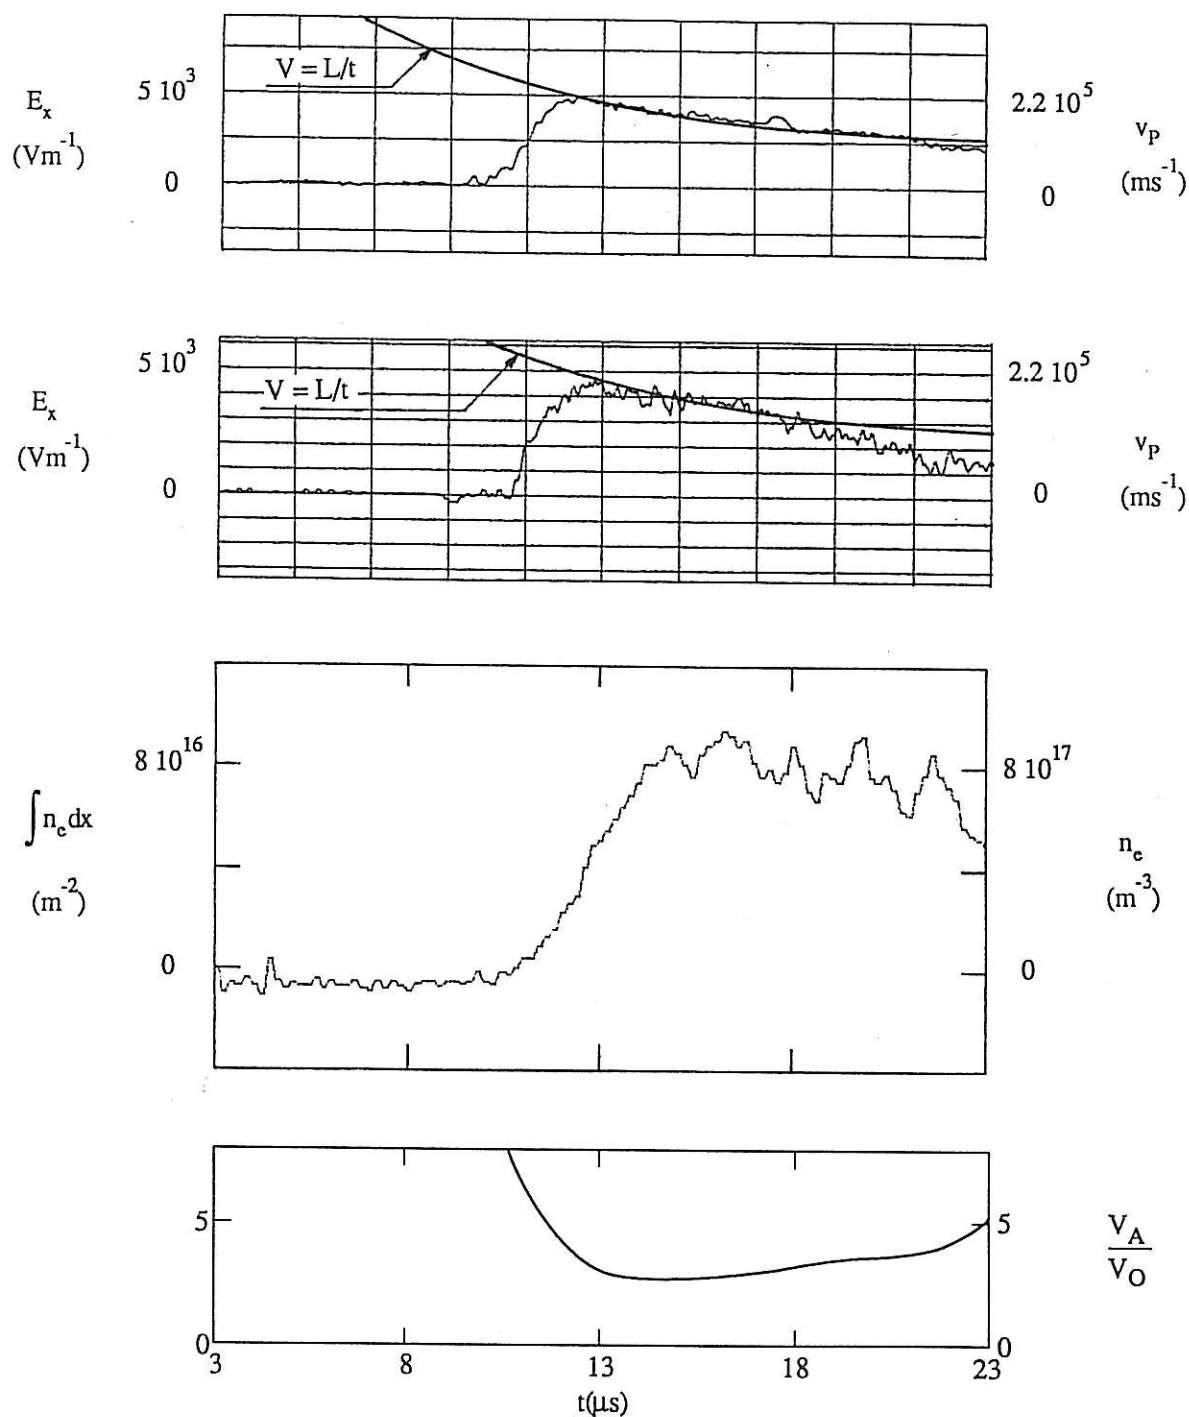 V = L/t
E_x
(Vm^-1)
5 10^3
0
2.2 10^5
0
v_P
(ms^-1)
V = L/t
E_x
(Vm^-1)
5 10^3
0
2.2 10^5
0
v_P
(ms^-1)
∫n_e dx
(m^-2)
8 10^16
0
8 10^17
0
n_e
(m^-3)
5
0
5
0
V_A
V_O
3 8 13 18 23
t(μs)